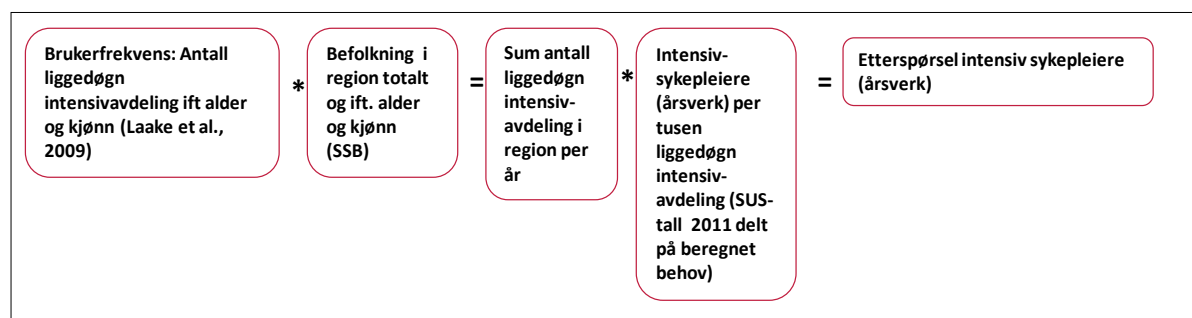 Brukerfrekvens: Antall
liggedøgn
intensivavdeling ift alder
og kjønn (Laake et al.,
2009)
*
Befolkning i
region totalt
og ift. alder
og kjønn
(SSB)
=
Sum antall
liggedøgn
intensiv-
avdeling i
region per
år
*
Intensiv-
sykepleiere
(årsverk) per
tusen
liggedøgn
intensiv-
avdeling (SUS-
tall 2011 delt
på beregnet
behov)
=
Etterspørsel intensiv sykepleiere
(årsverk)